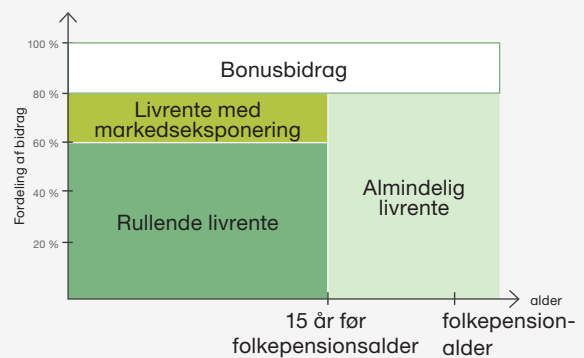 100 %
Bonusbidrag
80 %
Livrente med
markedseksponering
60 %
Fordeling af bidrag
40 %
Almindelig
livrente
Rullende livrente
20 %
alder
15 år før
folkepensionsalder
folkepension-
alder